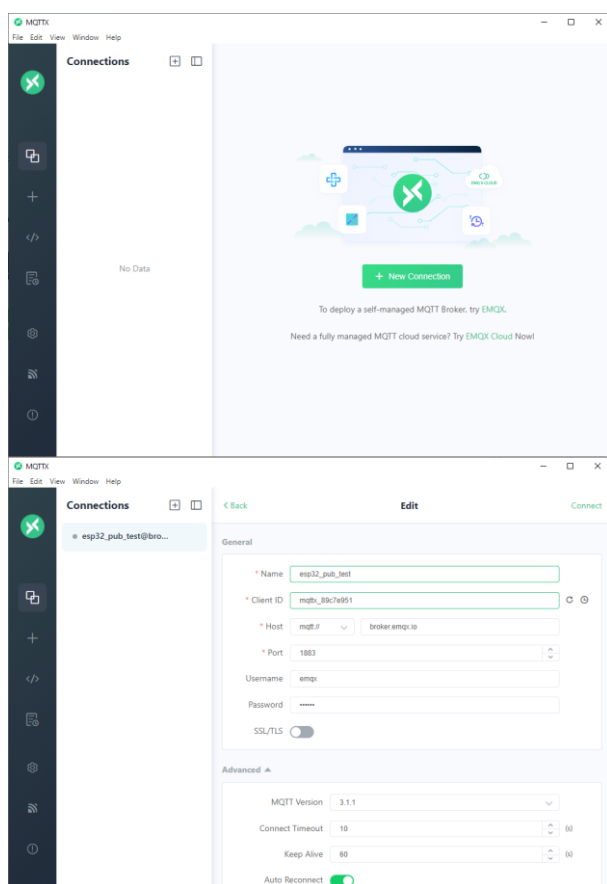 MQTTX
File Edit View Window Help
Connections
EMQX CLOUD
No Data
+ New Connection
To deploy a self-managed MQTT Broker. try EMQX.
Need a fully managed MQTT cloud service? Try EMQX Cloud Now!
MQTTX
File Edit View Window Help
Connections
< Back
Edit
Connect
esp32_pub_test@bro...
General
* Name esp32_pub_test
* Client ID mqttx_89c7e951
* Host mqtt:// broker.emqx.io
* Port 1883
Username emqx
Password ••••••
SSL/TLS
Advanced
MQTT Version 3.1.1
Connect Timeout 10 (s)
Keep Alive 60 (s)
Auto Reconnect